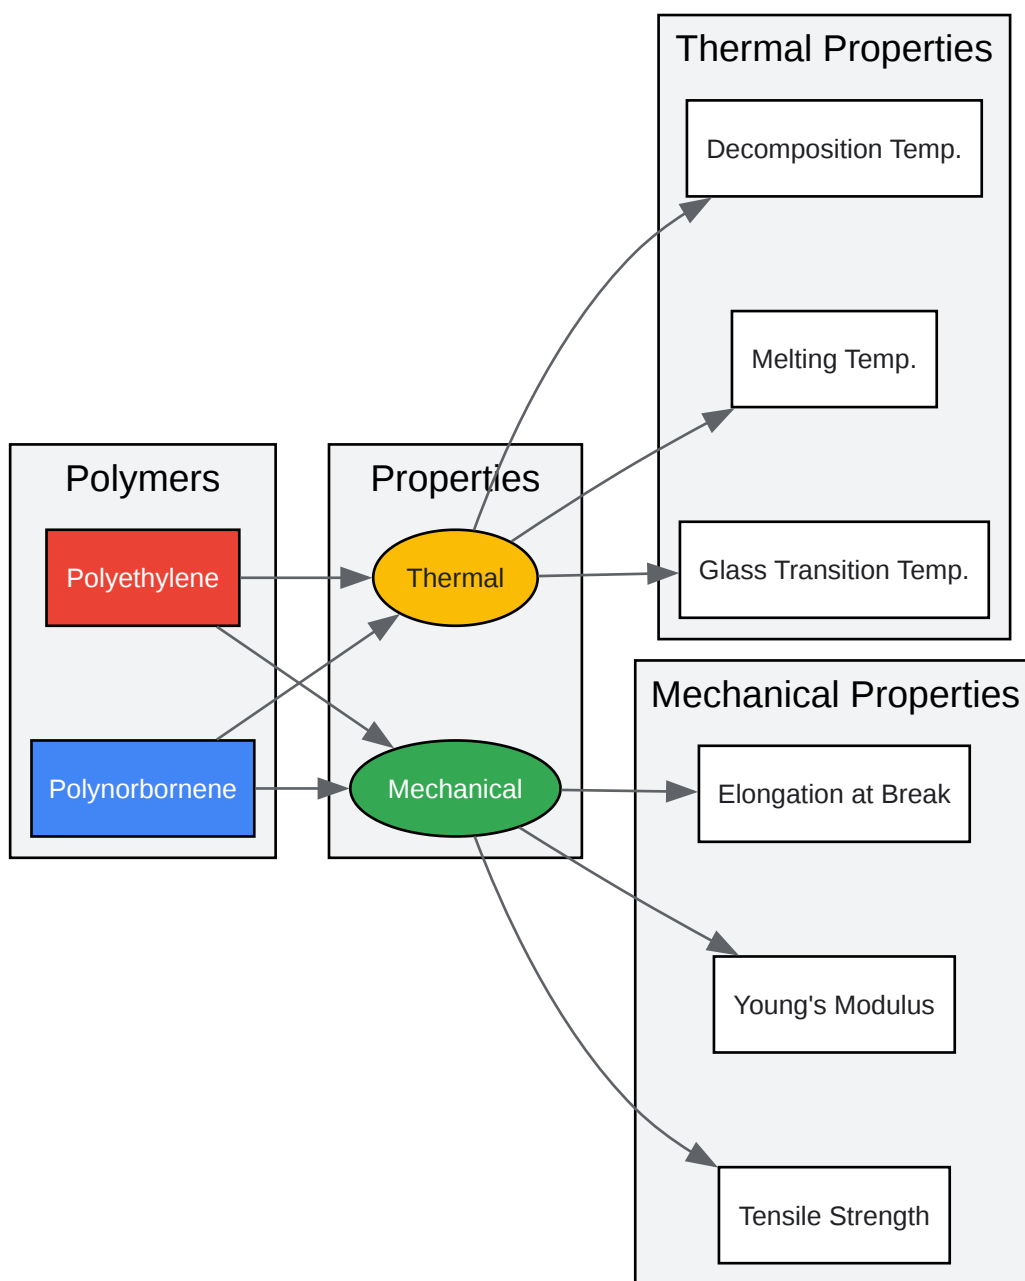 Thermal Properties
Decomposition Temp.
Melting Temp.
Glass Transition Temp.
Polymers
Polyethylene
Polynorbornene
Properties
Thermal
Mechanical
Mechanical Properties
Elongation at Break
Young's Modulus
Tensile Strength